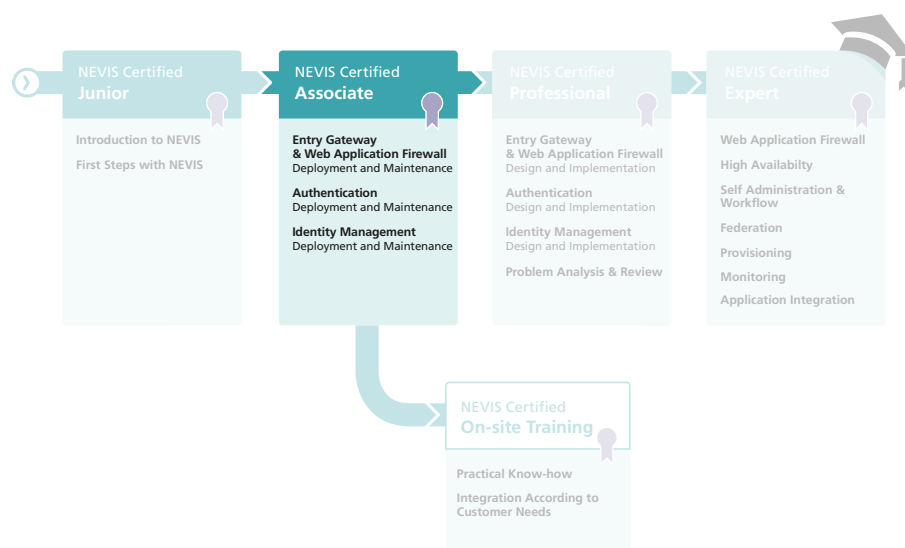 NEVIS Certified
Junior
Introduction to NEVIS
First Steps with NEVIS
NEVIS Certified
Associate
Entry Gateway
& Web Application Firewall
Deployment and Maintenance
Authentication
Deployment and Maintenance
Identity Management
Deployment and Maintenance
NEVIS Certified
Professional
Entry Gateway
& Web Application Firewall
Design and Implementation
Authentication
Design and Implementation
Identity Management
Design and Implementation
Problem Analysis & Review
NEVIS Certified
Expert
Web Application Firewall
High Availabilty
Self Administration &
Workflow
Federation
Provisioning
Monitoring
Application Integration
NEVIS Certified
On-site Training
Practical Know-how
Integration According to
Customer Needs